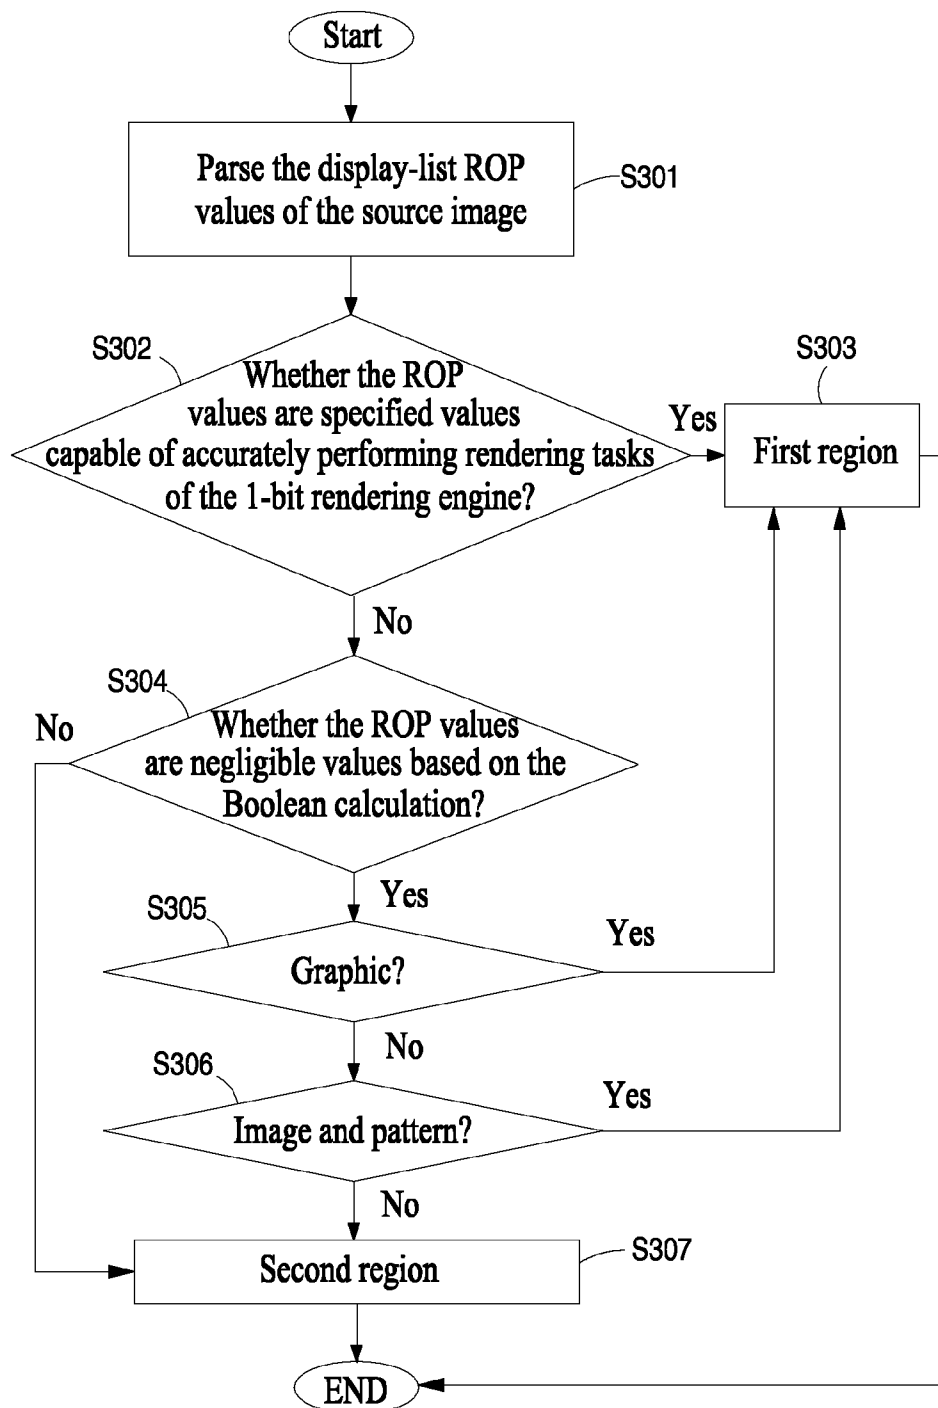 Start
Parse the display-list ROP
values of the source image
S301
S302
Whether the ROP
values are specified values
capable of accurately performing rendering tasks
of the 1-bit rendering engine?
Yes
S303
First region
No
S304
No
Whether the ROP values
are negligible values based on the
Boolean calculation?
Yes
S305
Graphic?
Yes
No
S306
Image and pattern?
Yes
No
Second region
S307
END